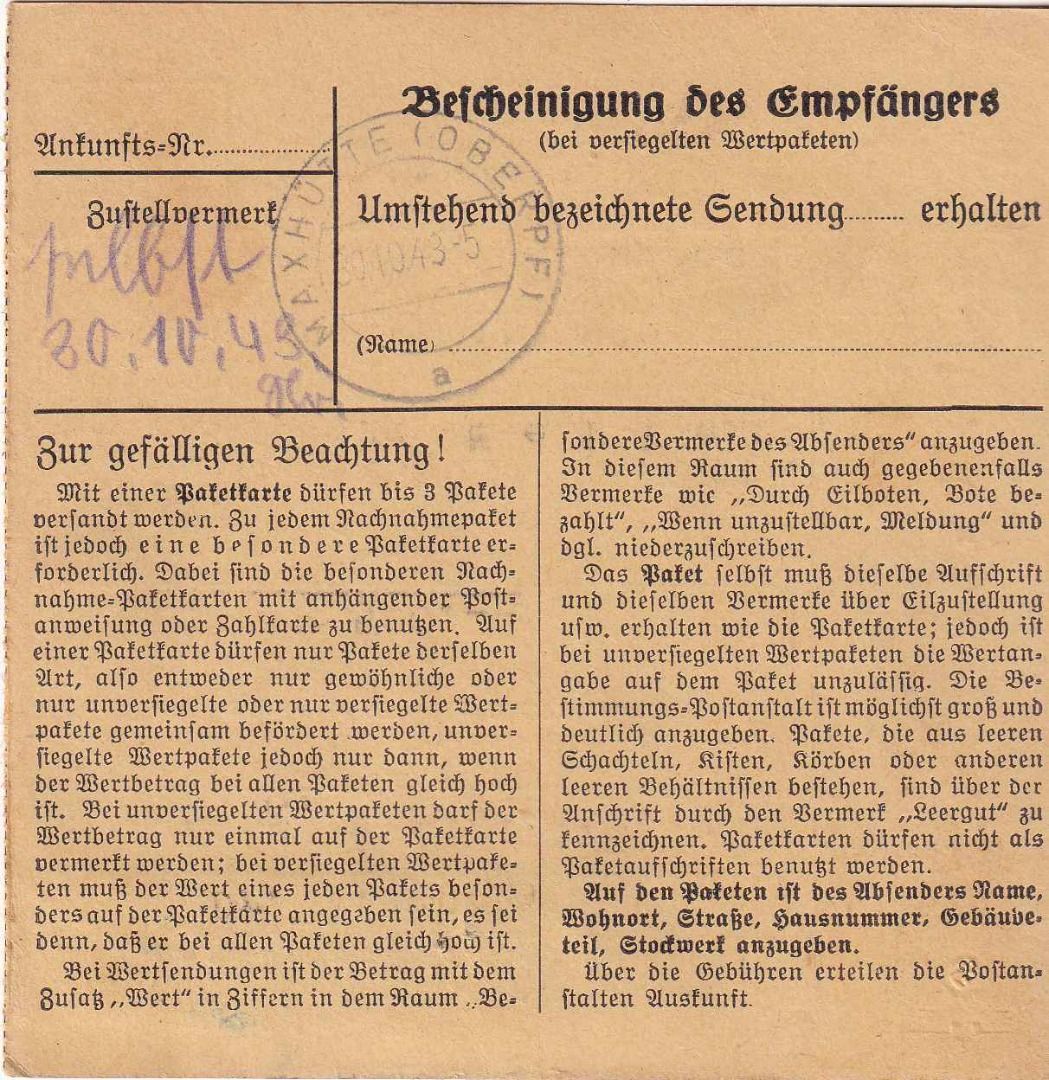 Bescheinigung des Empfängers
(bei versiegelten Wertpaketen)
Ankunfts=Nr.
Zustellvermerk
Umstehend bezeichnete Sendung erhalten
selbst
30.10.43
MAXHÜTTE (OBERPF)
30.10.43-5
a
(Name)
Zur gefälligen Beachtung!
Mit einer Paketkarte dürfen bis 3 Pakete
versandt werden. Zu jedem Nachnahmepaket
ist jedoch eine besondere Paketkarte er=
forderlich. Dabei sind die besonderen Nach=
nahme=Paketkarten mit anhängender Post=
anweisung oder Zahlkarte zu benutzen. Auf
einer Paketkarte dürfen nur Pakete derselben
Art, also entweder nur gewöhnliche oder
nur unversiegelte oder nur versiegelte Wert=
pakete gemeinsam befördert werden, unver=
siegelte Wertpakete jedoch nur dann, wenn
der Wertbetrag bei allen Paketen gleich hoch
ist. Bei unversiegelten Wertpaketen darf der
Wertbetrag nur einmal auf der Paketkarte
vermerkt werden; bei versiegelten Wertpake=
ten muß der Wert eines jeden Pakets beson=
ders auf der Paketkarte angegeben sein, es sei
denn, daß er bei allen Paketen gleich hoch ist.
Bei Wertsendungen ist der Betrag mit dem
Zusatz „Wert“ in Ziffern in dem Raum „Be=
sondere Vermerke des Absenders“ anzugeben.
In diesem Raum sind auch gegebenenfalls
Vermerke wie „Durch Eilboten, Bote be=
zahlt“, „Wenn unzustellbar, Meldung“ und
dgl. niederzuschreiben.
Das Paket selbst muß dieselbe Aufschrift
und dieselben Vermerke über Eilzustellung
usw. erhalten wie die Paketkarte; jedoch ist
bei unversiegelten Wertpaketen die Wertan=
gabe auf dem Paket unzulässig. Die Be=
stimmungs=Postanstalt ist möglichst groß und
deutlich anzugeben. Pakete, die aus leeren
Schachteln, Kisten, Körben oder anderen
leeren Behältnissen bestehen, sind über der
Anschrift durch den Vermerk „Leergut“ zu
kennzeichnen. Paketkarten dürfen nicht als
Paketaufschriften benutzt werden.
Auf den Paketen ist des Absenders Name,
Wohnort, Straße, Hausnummer, Gebäude=
teil, Stockwerk anzugeben.
Über die Gebühren erteilen die Postan=
stalten Auskunft.